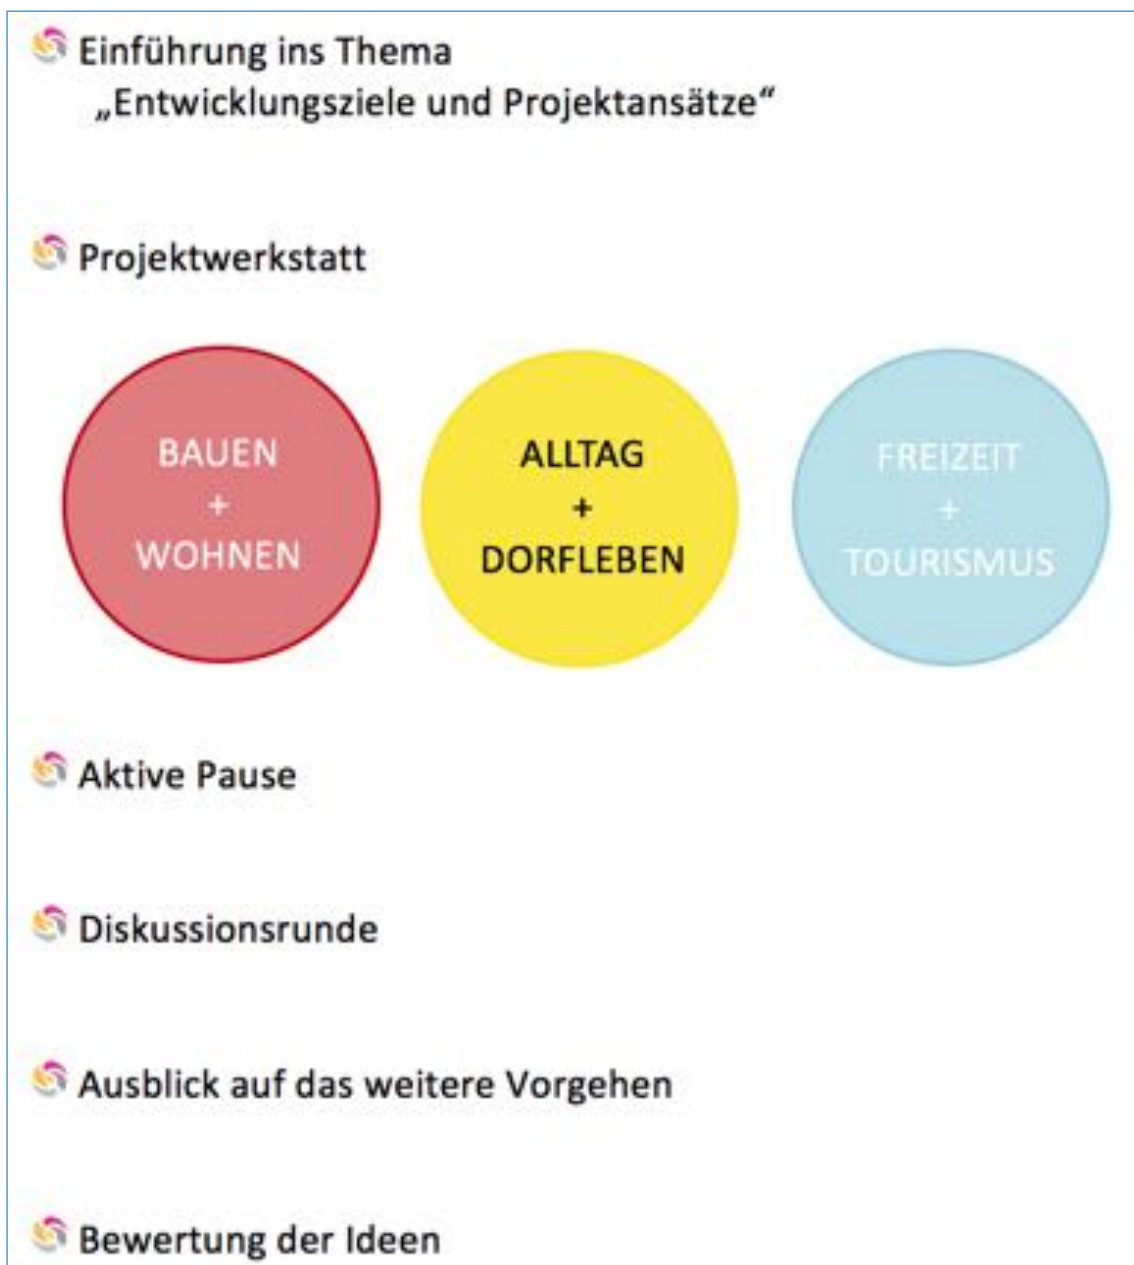 Einführung ins Thema
„Entwicklungsziele und Projektansätze“
Projektwerkstatt
BAUEN
+
WOHNEN
ALLTAG
+
DORFLEBEN
FREIZEIT
+
TOURISMUS
Aktive Pause
Diskussionsrunde
Ausblick auf das weitere Vorgehen
Bewertung der Ideen